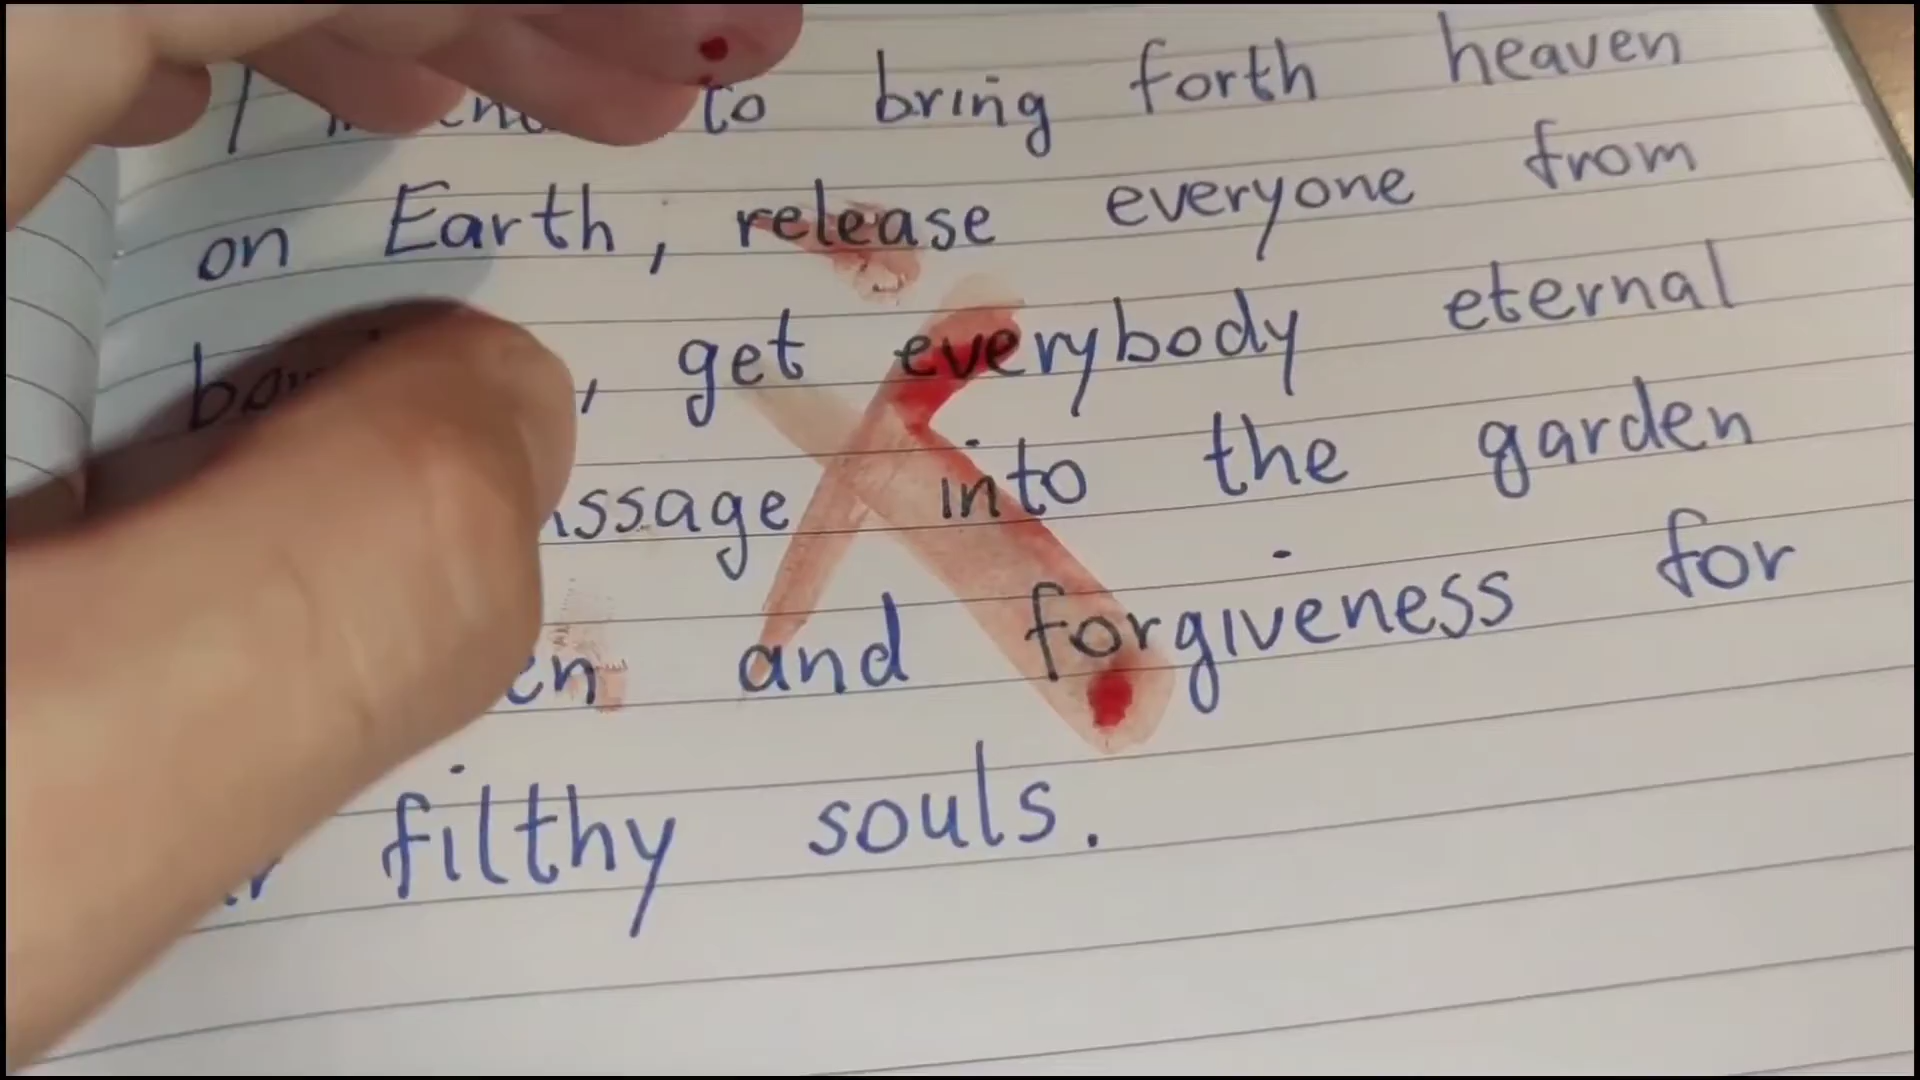 I to bring forth heaven
on Earth, release everyone from
, get everybody eternal
into the garden
and forgiveness for
filthy souls.